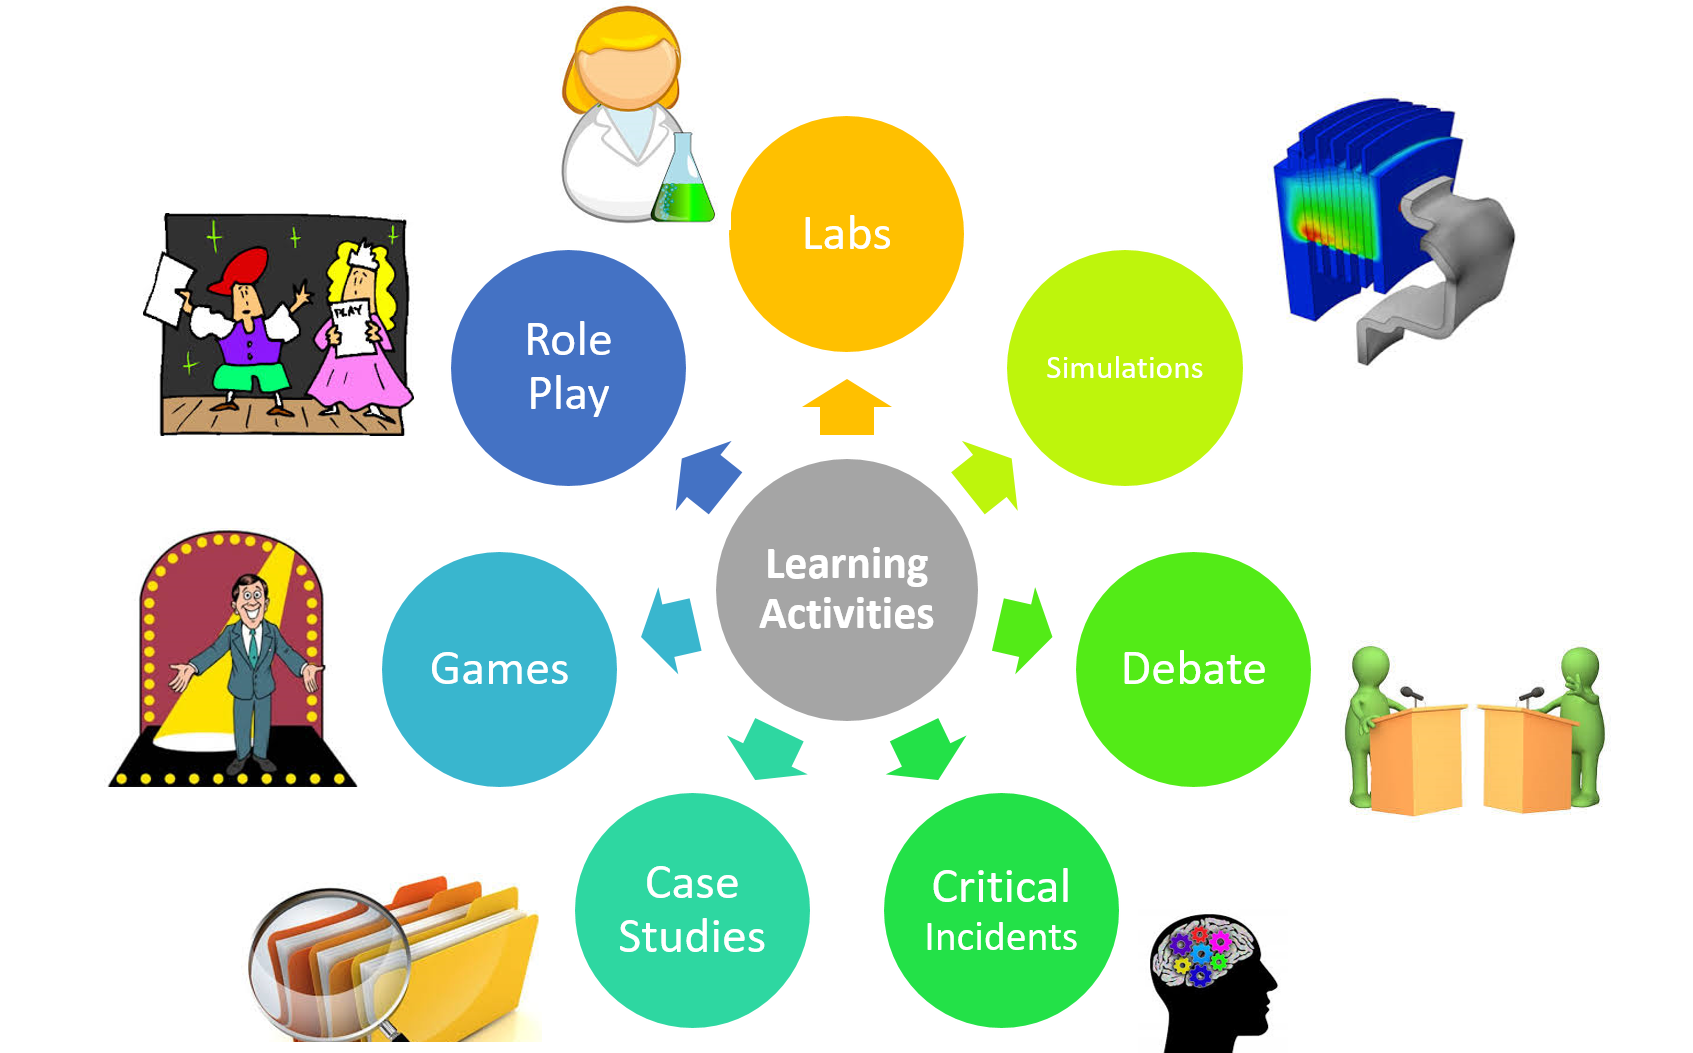 Labs
Simulations
Debate
Critical
Incidents
Case
Studies
Games
Role
Play
PLAY
Learning
Activities